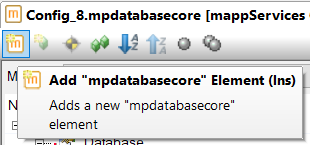 Config_8.mpdatabasecore [mappServices
M
Add "mpdatabasecore" Element (Ins)
N
Adds a new "mpdatabasecore"
element
Database